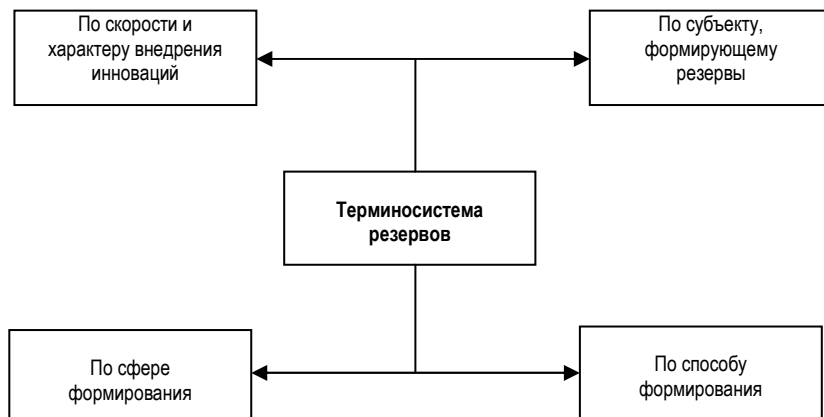 По скорости и
характеру внедрения
инноваций
По субъекту,
формирующему
резервы
Терминосистема
резервов
По сфере
формирования
По способу
формирования